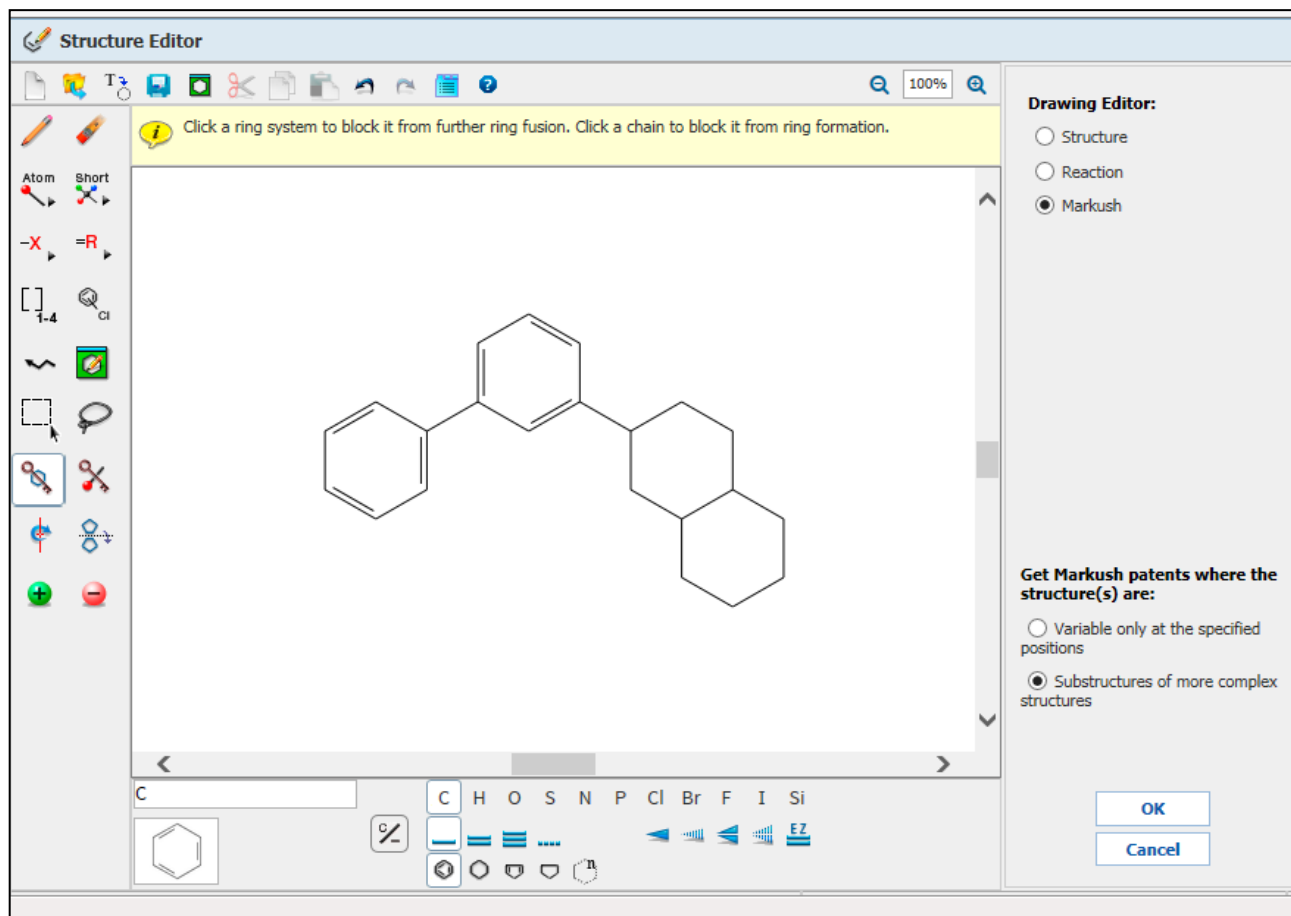 Structure Editor
T
?
100%
i Click a ring system to block it from further ring fusion. Click a chain to block it from ring formation.
Atom Short
–X =R
[ ] 1-4 Cl
C
C H O S N P Cl Br F I Si
C
EZ
n
Drawing Editor:
Structure
Reaction
Markush
Get Markush patents where the
structure(s) are:
Variable only at the specified
positions
Substructures of more complex
structures
OK
Cancel